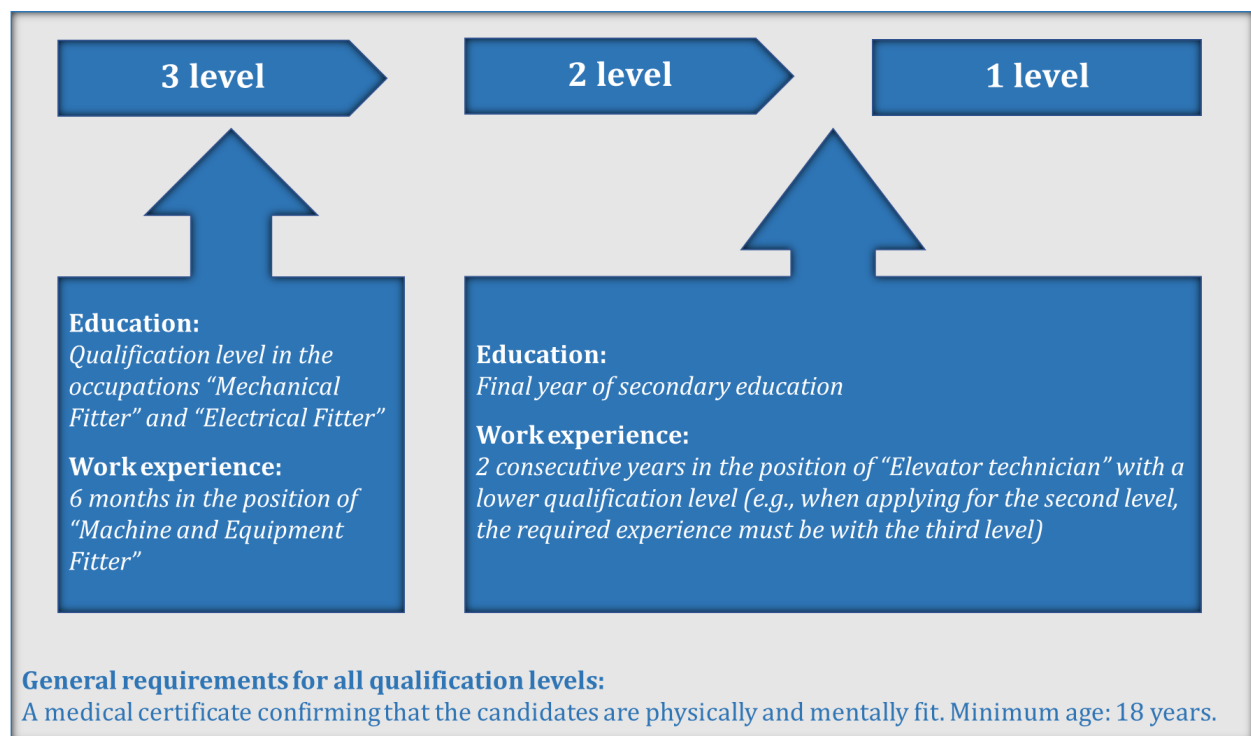 3 level
2 level
1 level
Education:
Qualification level in the
occupations “Mechanical
Fitter” and “Electrical Fitter”
Work experience:
6 months in the position of
“Machine and Equipment
Fitter”
Education:
Final year of secondary education
Work experience:
2 consecutive years in the position of “Elevator technician” with a
lower qualification level (e.g., when applying for the second level,
the required experience must be with the third level)
General requirements for all qualification levels:
A medical certificate confirming that the candidates are physically and mentally fit. Minimum age: 18 years.